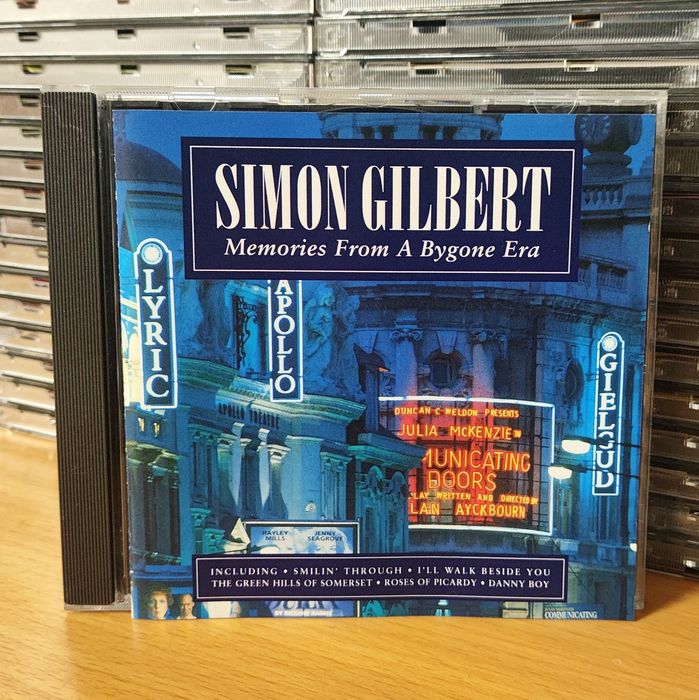 SIMON GILBERT
Memories From A Bygone Era
LYRIC
APOLLO
GIELGUD
APOLLO THEATRE
DUNCAN C WELDON PRESENTS
JULIA McKENZIE IN
MUNICATING
DOORS
PLAY WRITTEN AND DIRECTED BY
LAN AYCKBOURN
HAYLEY MILLS
JENNY SEAGROVE
INCLUDING • SMILIN' THROUGH • I'LL WALK BESIDE YOU
THE GREEN HILLS OF SOMERSET • ROSES OF PICARDY • DANNY BOY
COMMUNICATING